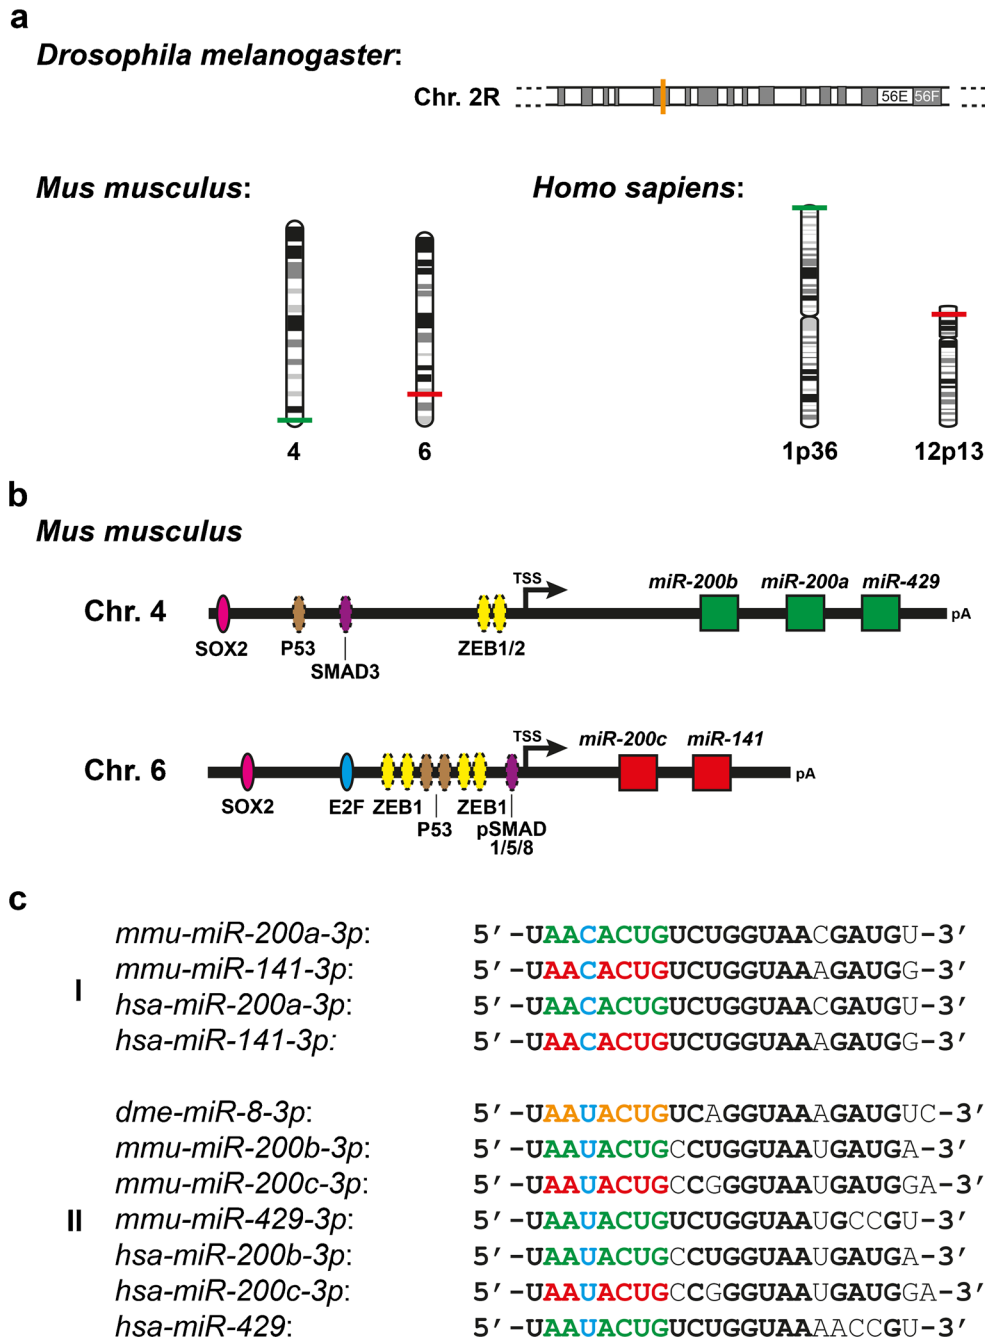 a
Drosophila melanogaster:
Chr. 2R
56E 56F
Mus musculus:
Homo sapiens:
4
6
1p36
12p13
b
Mus musculus
Chr. 4
TSS
miR-200b miR-200a miR-429
SOX2
P53
SMAD3
ZEB1/2
pA
Chr. 6
TSS
miR-200c miR-141
SOX2
E2F
ZEB1
P53
ZEB1
pSMAD
1/5/8
pA
c
I
mmu-miR-200a-3p: 5′-UAACACUGUCUGGUAACGAUGU-3′
mmu-miR-141-3p: 5′-UAACACUGUCUGGUAAAGAUGG-3′
hsa-miR-200a-3p: 5′-UAACACUGUCUGGUAACGAUGU-3′
hsa-miR-141-3p: 5′-UAACACUGUCUGGUAAAGAUGG-3′
II
dme-miR-8-3p: 5′-UAAUACUGUCAGGUAAAGAUGUC-3′
mmu-miR-200b-3p: 5′-UAAUACUGCCUGGUAAUGAUGA-3′
mmu-miR-200c-3p: 5′-UAAUACUGCCGGGUAAUGAUGGA-3′
mmu-miR-429-3p: 5′-UAAUACUGUCUGGUAAUGCCGU-3′
hsa-miR-200b-3p: 5′-UAAUACUGCCUGGUAAUGAUGA-3′
hsa-miR-200c-3p: 5′-UAAUACUGCCGGGUAAUGAUGGA-3′
hsa-miR-429: 5′-UAAUACUGUCUGGUAAAACCGU-3′